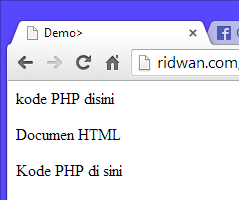 Demo>
ridwan.com/
kode PHP disini
Documen HTML
Kode PHP di sini